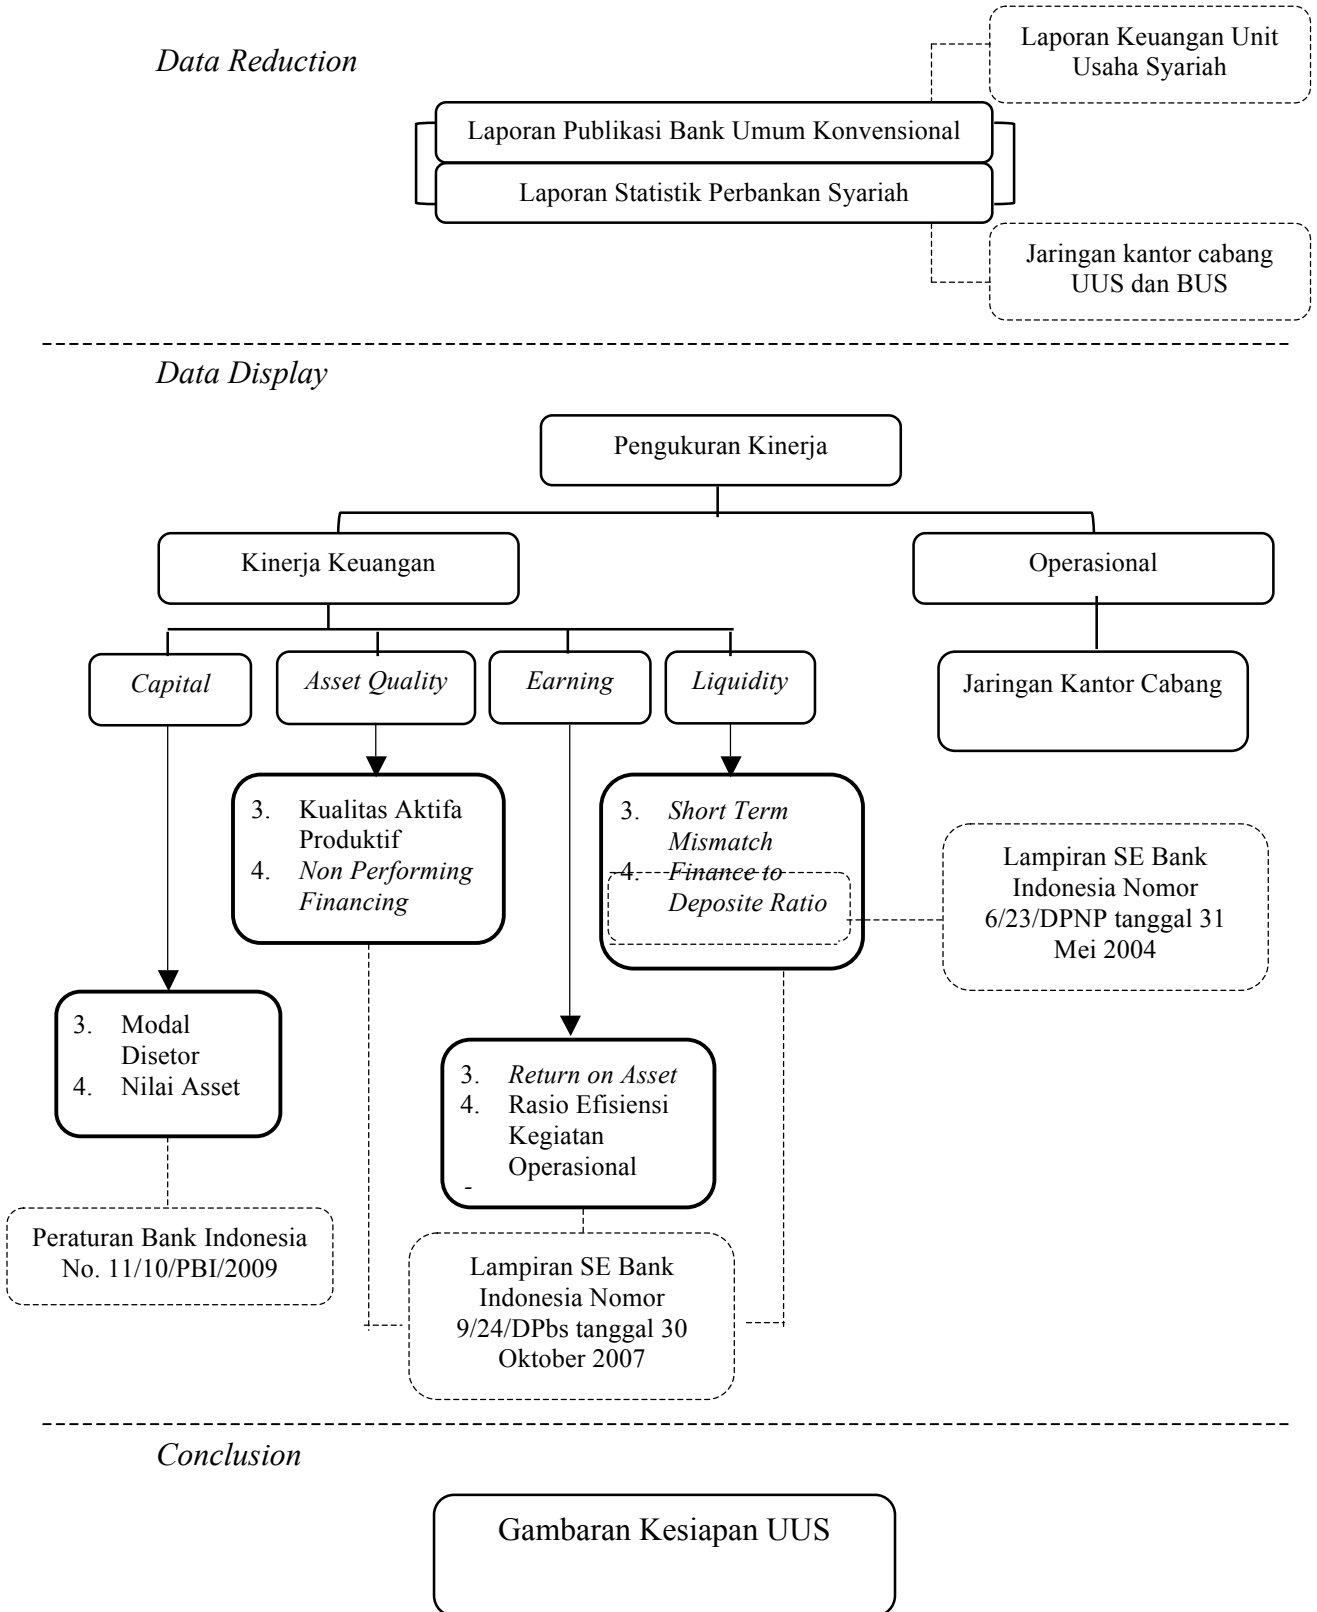 Data Reduction
Laporan Keuangan Unit
Usaha Syariah
Laporan Publikasi Bank Umum Konvensional
Laporan Statistik Perbankan Syariah
Jaringan kantor cabang
UUS dan BUS
Data Display
Pengukuran Kinerja
Kinerja Keuangan
Operasional
Capital
Asset Quality
Earning
Liquidity
Jaringan Kantor Cabang
3. Kualitas Aktifa
Produktif
4. Non Performing
Financing
3. Short Term
Mismatch
4. Finance to
Deposite Ratio
Lampiran SE Bank
Indonesia Nomor
6/23/DPNP tanggal 31
Mei 2004
3. Modal
Disetor
4. Nilai Asset
3. Return on Asset
4. Rasio Efisiensi
Kegiatan
Operasional
-
Peraturan Bank Indonesia
No. 11/10/PBI/2009
Lampiran SE Bank
Indonesia Nomor
9/24/DPbs tanggal 30
Oktober 2007
Conclusion
Gambaran Kesiapan UUS